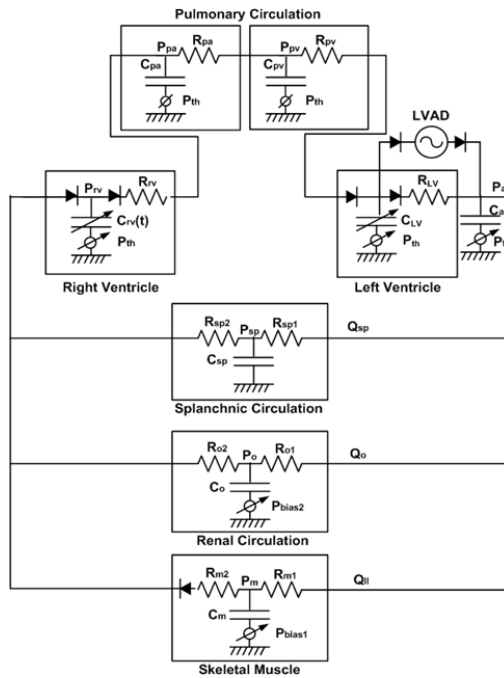 Pulmonary Circulation
Ppa Rpa Ppv Rpv
Cpa Cpv
Pth Pth
LVAD
Prv Rrv RLV
Crv(t) CLV
Pth Pth
Right Ventricle Left Ventricle
Rsp2 Psp Rsp1 Qsp
Csp
Splanchnic Circulation
Ro2 Po Ro1 Qo
Co
Pbias2
Renal Circulation
Rm2 Pm Rm1 Qll
Cm
Pbias1
Skeletal Muscle